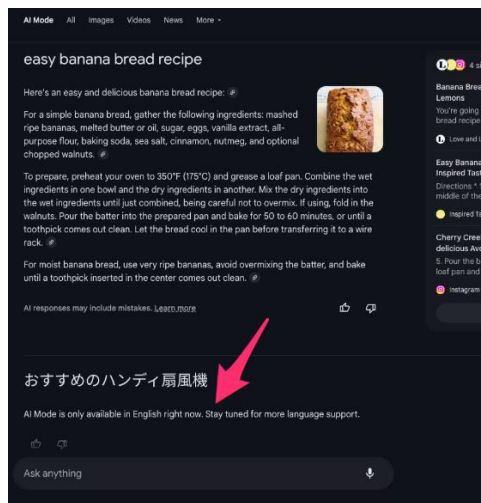 AI Mode All Images Videos News More
easy banana bread recipe
Here's an easy and delicious banana bread recipe:
For a simple banana bread, gather the following ingredients: mashed
ripe bananas, melted butter or oil, sugar, eggs, vanilla extract, all-
purpose flour, baking soda, sea salt, cinnamon, nutmeg, and optional
chopped walnuts.
To prepare, preheat your oven to 350°F (175°C) and grease a loaf pan. Combine the wet
ingredients in one bowl and the dry ingredients in another. Mix the dry ingredients into
the wet ingredients until just combined, being careful not to overmix. If using, fold in the
walnuts. Pour the batter into the prepared pan and bake for 50 to 60 minutes, or until a
toothpick comes out clean. Let the bread cool in the pan before transferring it to a wire
rack.
For moist banana bread, use very ripe bananas, avoid overmixing the batter, and bake
until a toothpick inserted in the center comes out clean.
AI responses may include mistakes. Learn more
おすすめのハンディ扇風機
AI Mode is only available in English right now. Stay tuned for more language support.
Ask anything
4 si
Banana Brea
Lemons
You're going
bread recipe
Love and L
Easy Banana
Inspired Tast
Directions * 1
middle of the
Inspired Ta
Cherry Cree
delicious Avo
5. Pour the b
loaf pan and
Instagram